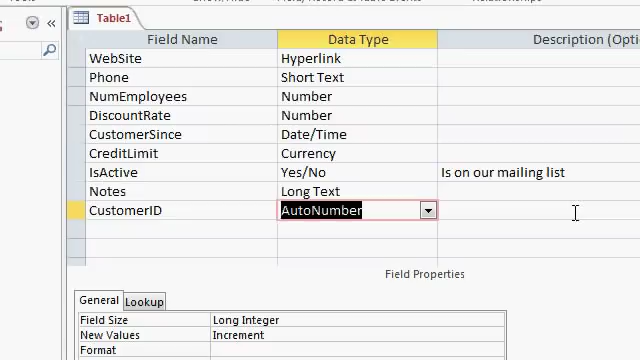 Table1
Field Name Data Type Description (Opti
WebSite Hyperlink
Phone Short Text
NumEmployees Number
DiscountRate Number
CustomerSince Date/Time
CreditLimit Currency
IsActive Yes/No Is on our mailing list
Notes Long Text
CustomerID AutoNumber
Field Properties
General Lookup
Field Size Long Integer
New Values Increment
Format